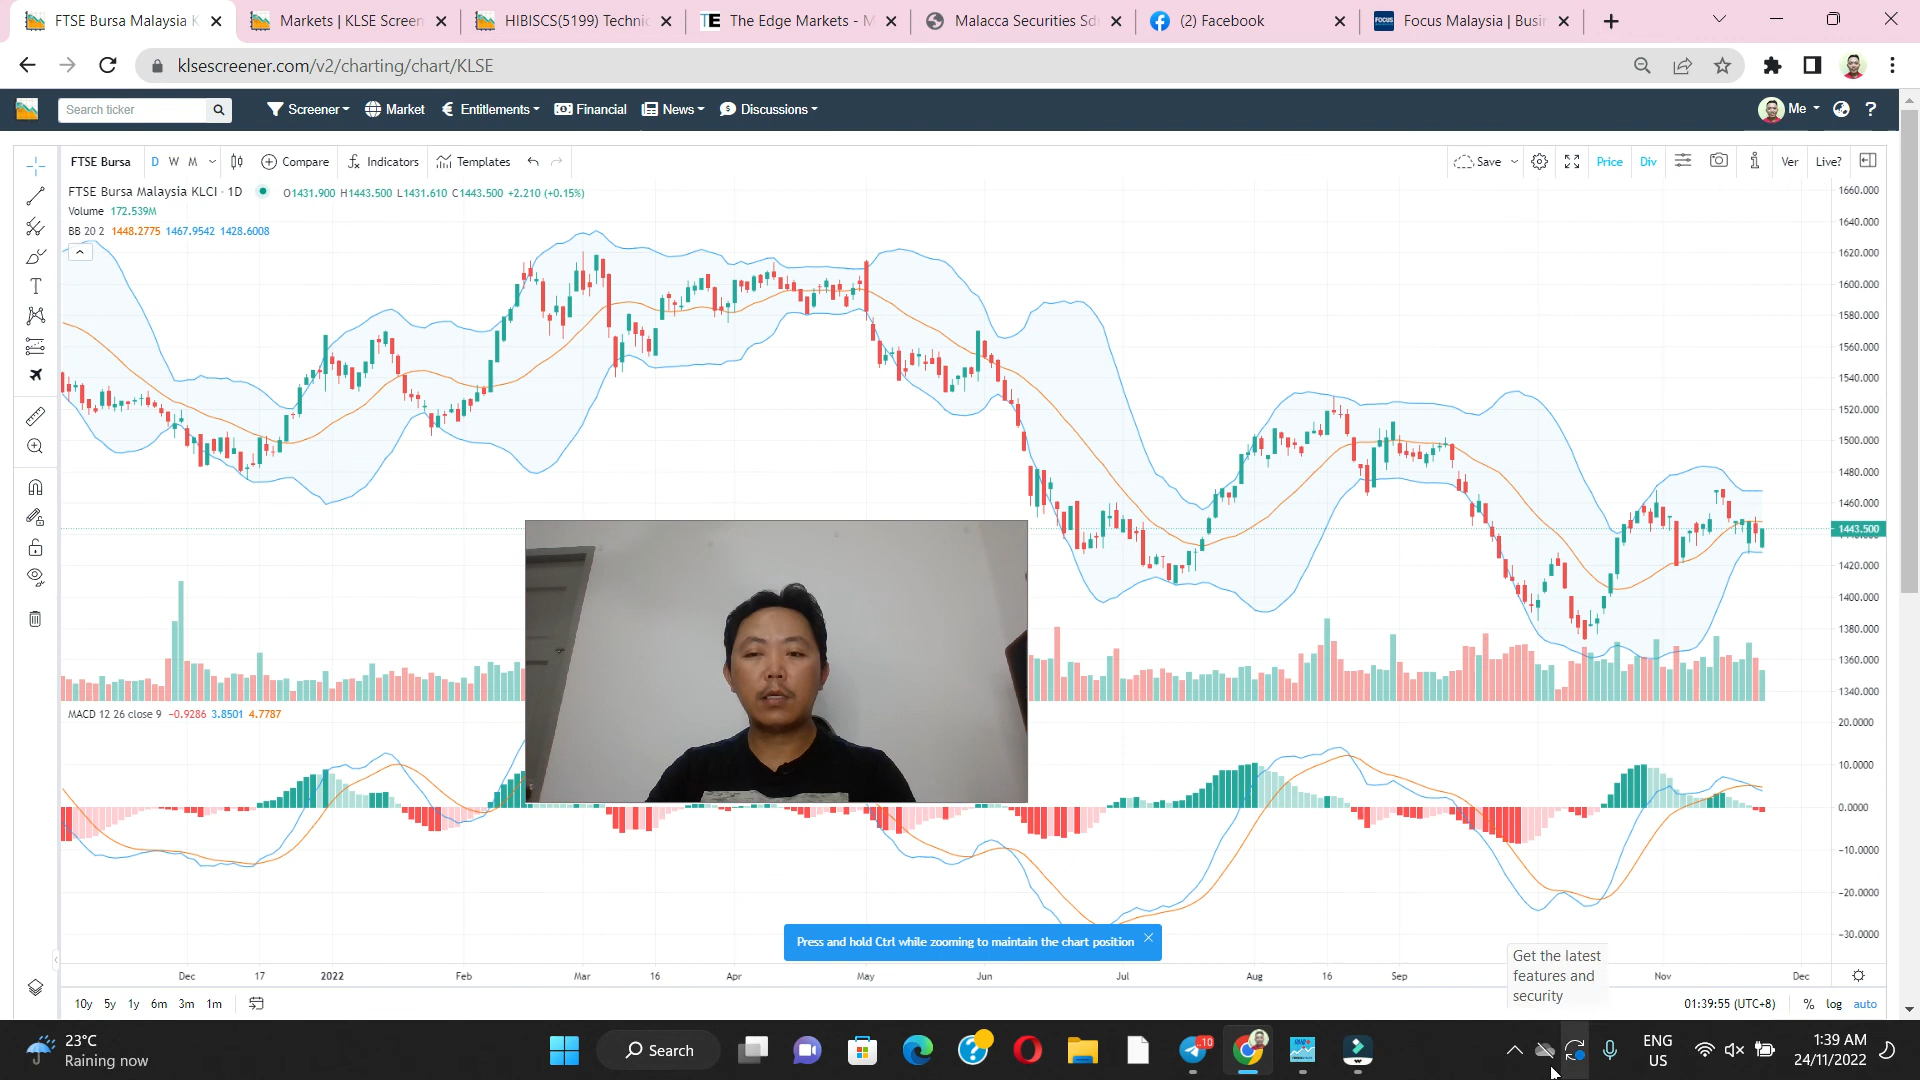 FTSE Bursa Malaysia K
Markets | KLSE Screen
HIBISCS(5199) Technic
The Edge Markets - M
Malacca Securities Sd
(2) Facebook
Focus Malaysia | Busin
klsescreener.com/v2/charting/chart/KLSE
Search ticker
Screener
Market
Entitlements
Financial
News
Discussions
Me
FTSE Bursa
D
W
M
Compare
Indicators
Templates
Save
Price
Div
Ver
Live?
FTSE Bursa Malaysia KLCI · 1D
O1431.900 H1443.500 L1431.610 C1443.500 +2.210 (+0.15%)
Volume 172.539M
BB 20 2 1448.2775 1467.9542 1428.6008
1660.000
1640.000
1620.000
1600.000
1580.000
1560.000
1540.000
1520.000
1500.000
1480.000
1460.000
1443.500
1420.000
1400.000
1380.000
1360.000
1340.000
MACD 12 26 close 9 −0.9286 3.8501 4.7787
20.0000
10.0000
0.0000
−10.0000
−20.0000
−30.0000
Press and hold Ctrl while zooming to maintain the chart position
Get the latest
features and
security
Dec
17
2022
Feb
Mar
16
Apr
May
Jun
Jul
Aug
16
Sep
Nov
Dec
10y 5y 1y 6m 3m 1m
01:39:55 (UTC+8)
%
log
auto
23°C
Raining now
Search
10
ENG
US
1:39 AM
24/11/2022